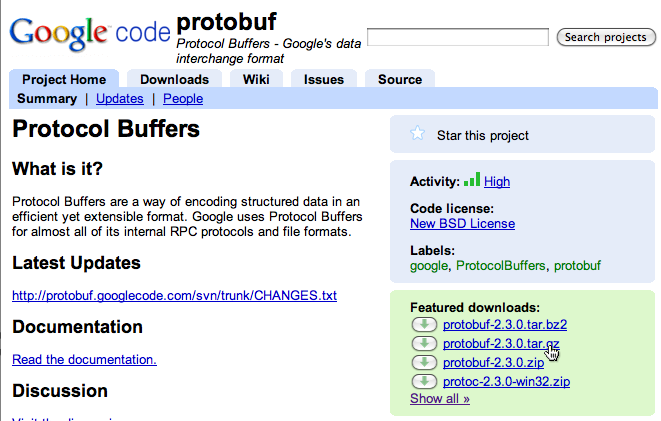 Google code
protobuf
Protocol Buffers - Google's data
interchange format
Search projects
Project Home
Downloads
Wiki
Issues
Source
Summary | Updates | People
Protocol Buffers
What is it?
Protocol Buffers are a way of encoding structured data in an
efficient yet extensible format. Google uses Protocol Buffers
for almost all of its internal RPC protocols and file formats.
Latest Updates
http://protobuf.googlecode.com/svn/trunk/CHANGES.txt
Documentation
Read the documentation.
Discussion
Star this project
Activity: High
Code license:
New BSD License
Labels:
google, ProtocolBuffers, protobuf
Featured downloads:
protobuf-2.3.0.tar.bz2
protobuf-2.3.0.tar.gz
protobuf-2.3.0.zip
protoc-2.3.0-win32.zip
Show all »